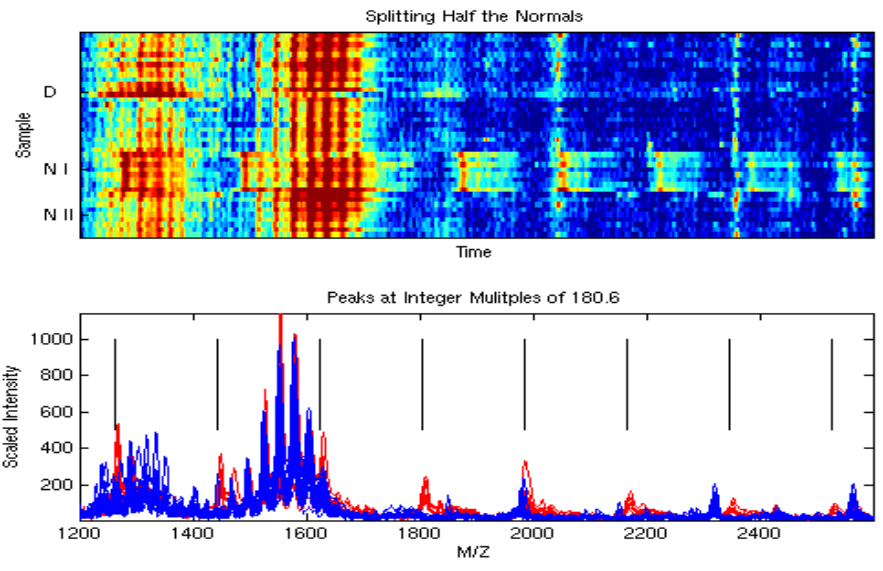 Splitting Half the Normals
D
N I
N II
Sample
Time
Peaks at Integer Mulitples of 180.6
1000
800
600
400
200
Scaled Intensity
1200 1400 1600 1800 2000 2200 2400
M/Z